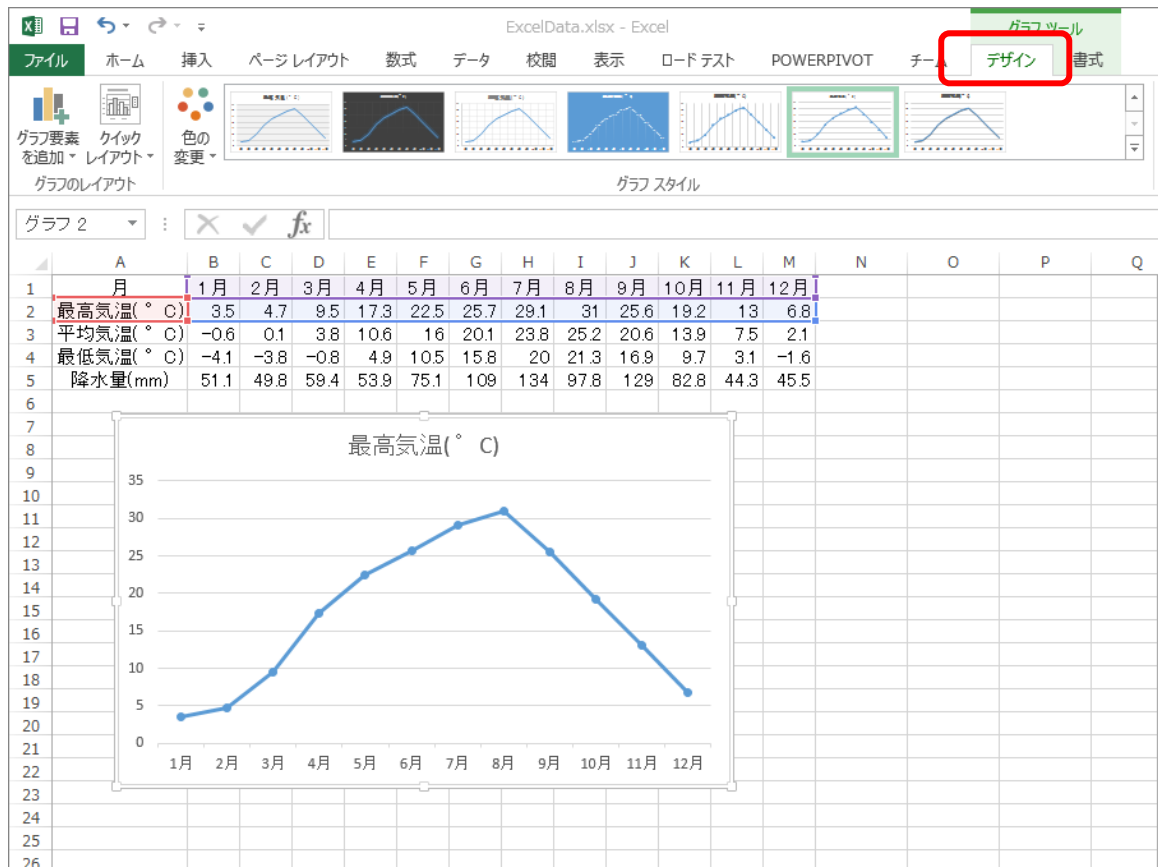 ExcelData.xlsx - Excel
グラフ ツール
ファイル ホーム 挿入 ページ レイアウト 数式 データ 校閲 表示 ロード テスト POWERPIVOT チーム デザイン 書式
グラフ要素を追加 クイックレイアウト 色の変更
グラフのレイアウト グラフ スタイル
グラフ 2 fx
A B C D E F G H I J K L M N O P Q
1 月 1月 2月 3月 4月 5月 6月 7月 8月 9月 10月 11月 12月
2 最高気温(°C) 3.5 4.7 9.5 17.3 22.5 25.7 29.1 31 25.6 19.2 13 6.8
3 平均気温(°C) −0.6 0.1 3.8 10.6 16 20.1 23.8 25.2 20.6 13.9 7.5 2.1
4 最低気温(°C) −4.1 −3.8 −0.8 4.9 10.5 15.8 20 21.3 16.9 9.7 3.1 −1.6
5 降水量(mm) 51.1 49.8 59.4 53.9 75.1 109 134 97.8 129 82.8 44.3 45.5
6
7
8
9
10
11
12
13
14
15
16
17
18
19
20
21
22
23
24
25
26
最高気温(°C)
35
30
25
20
15
10
5
0
1月 2月 3月 4月 5月 6月 7月 8月 9月 10月 11月 12月